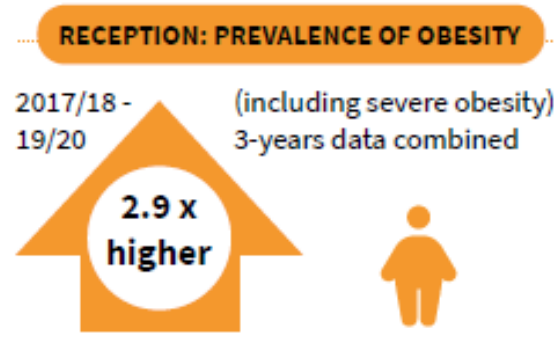 RECEPTION: PREVALENCE OF OBESITY
2017/18 -
19/20
(including severe obesity)
3-years data combined
2.9 x
higher